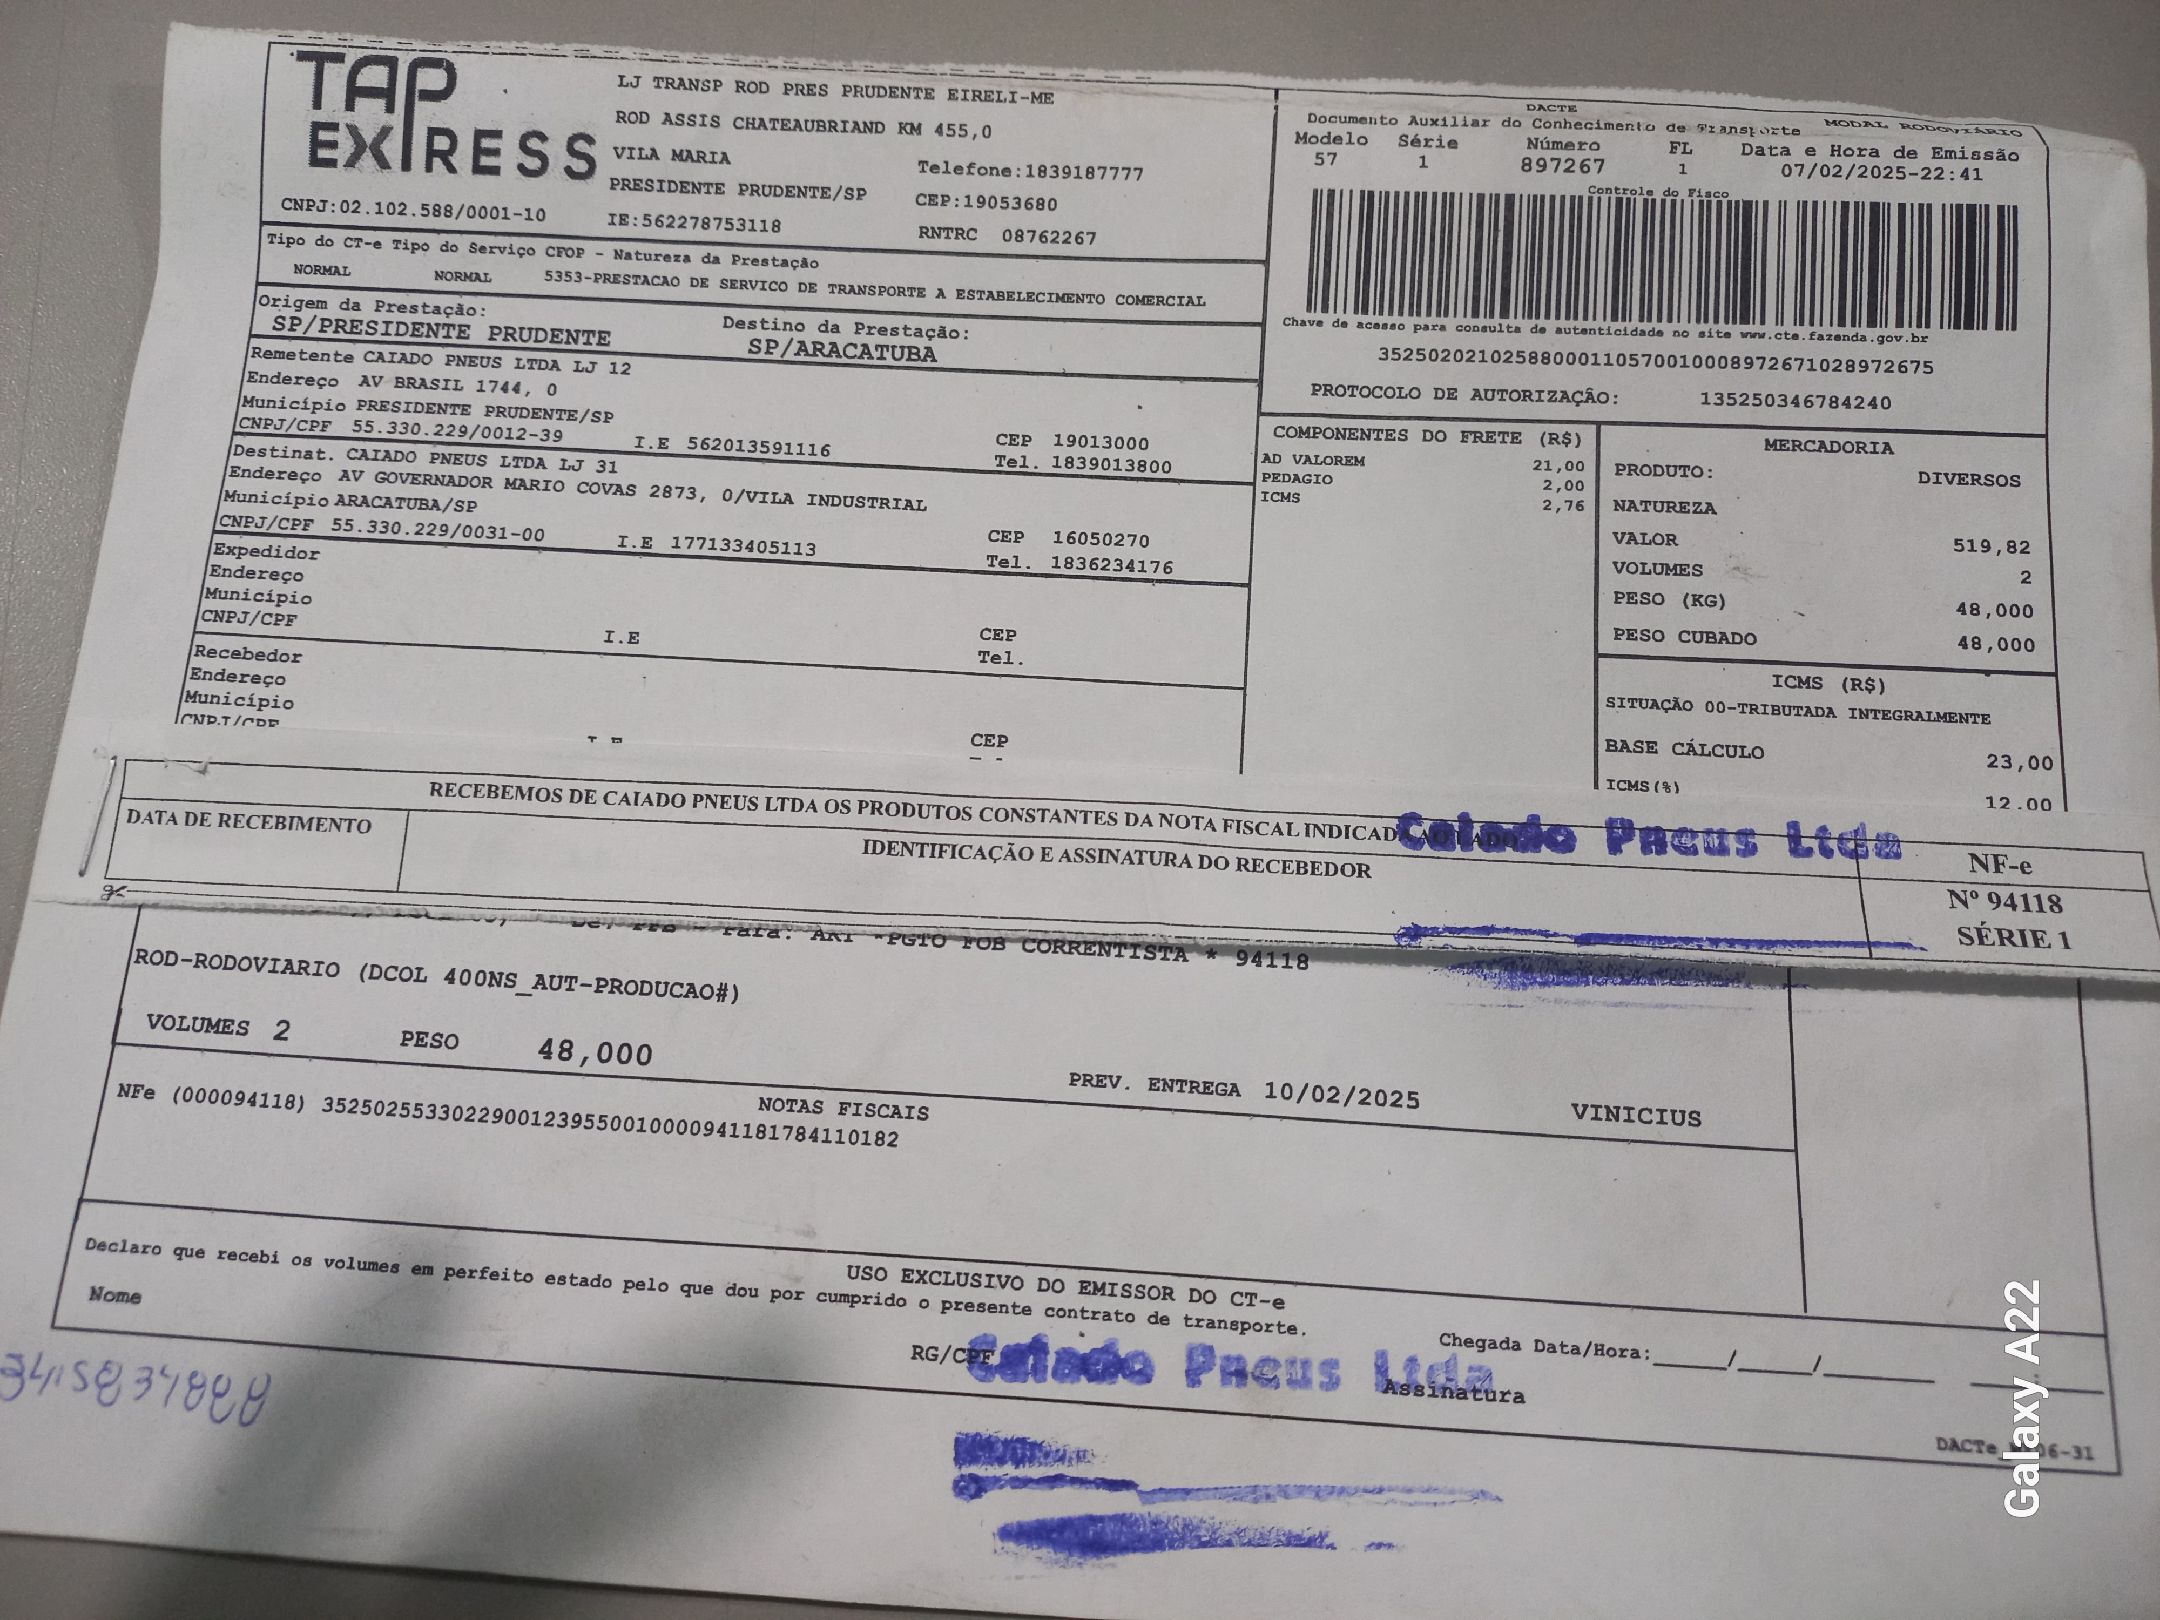 TAP EXPRESS
LJ TRANSP ROD PRES PRUDENTE EIRELI-ME
ROD ASSIS CHATEAUBRIAND KM 455,0
VILA MARIA
Telefone:1839187777
PRESIDENTE PRUDENTE/SP
CEP:19053680
CNPJ:02.102.588/0001-10
IE:562278753118
RNTRC 08762267
DACTE
MODAL RODOVIÁRIO
Documento Auxiliar do Conhecimento de Transporte
Modelo Série Número FL Data e Hora de Emissão
57 1 897267 1 07/02/2025-22:41
Controle do Fisco
Chave de acesso para consulta de autenticidade no site www.cte.fazenda.gov.br
35250202102588000110570010008972671028972675
PROTOCOLO DE AUTORIZAÇÂO: 135250346784240
Tipo do CT-e Tipo do Serviço CFOP - Natureza da Prestação
NORMAL NORMAL 5353-PRESTACAO DE SERVICO DE TRANSPORTE A ESTABELECIMENTO COMERCIAL
Origem da Prestação: Destino da Prestação:
SP/PRESIDENTE PRUDENTE SP/ARACATUBA
Remetente CAIADO PNEUS LTDA LJ 12
Endereço AV BRASIL 1744, 0
Município PRESIDENTE PRUDENTE/SP CEP 19013000
CNPJ/CPF 55.330.229/0012-39 I.E 562013591116 Tel. 1839013800
Destinat. CAIADO PNEUS LTDA LJ 31
Endereço AV GOVERNADOR MARIO COVAS 2873, 0/VILA INDUSTRIAL
Município ARACATUBA/SP CEP 16050270
CNPJ/CPF 55.330.229/0031-00 I.E 177133405113 Tel. 1836234176
Expedidor
Endereço
Município CEP
CNPJ/CPF I.E Tel.
Recebedor
Endereço
Município CEP
CNPJ/CPF I.E
COMPONENTES DO FRETE (R$)
AD VALOREM 21,00
PEDAGIO 2,00
ICMS 2,76
MERCADORIA
PRODUTO: DIVERSOS
NATUREZA
VALOR 519,82
VOLUMES 2
PESO (KG) 48,000
PESO CUBADO 48,000
ICMS (R$)
SITUAÇÃO 00-TRIBUTADA INTEGRALMENTE
BASE CÁLCULO 23,00
ICMS(%) 12.00
RECEBEMOS DE CAIADO PNEUS LTDA OS PRODUTOS CONSTANTES DA NOTA FISCAL INDICADA AO LADO
Caiado Pneus Ltda
DATA DE RECEBIMENTO
IDENTIFICAÇÃO E ASSINATURA DO RECEBEDOR
NF-e
Nº 94118
SÉRIE 1
Para: ART -PGTO FOB CORRENTISTA * 94118
ROD-RODOVIARIO (DCOL 400NS_AUT-PRODUCAO#)
VOLUMES 2 PESO 48,000
PREV. ENTREGA 10/02/2025 VINICIUS
NOTAS FISCAIS
NFe (000094118) 35250255330229001239550010000941181784110182
USO EXCLUSIVO DO EMISSOR DO CT-e
Declaro que recebi os volumes em perfeito estado pelo que dou por cumprido o presente contrato de transporte.
Nome RG/CPF Assinatura
Chegada Data/Hora:_____/_____/_______ ____:____
Caiado Pneus Ltda
Galaxy A22